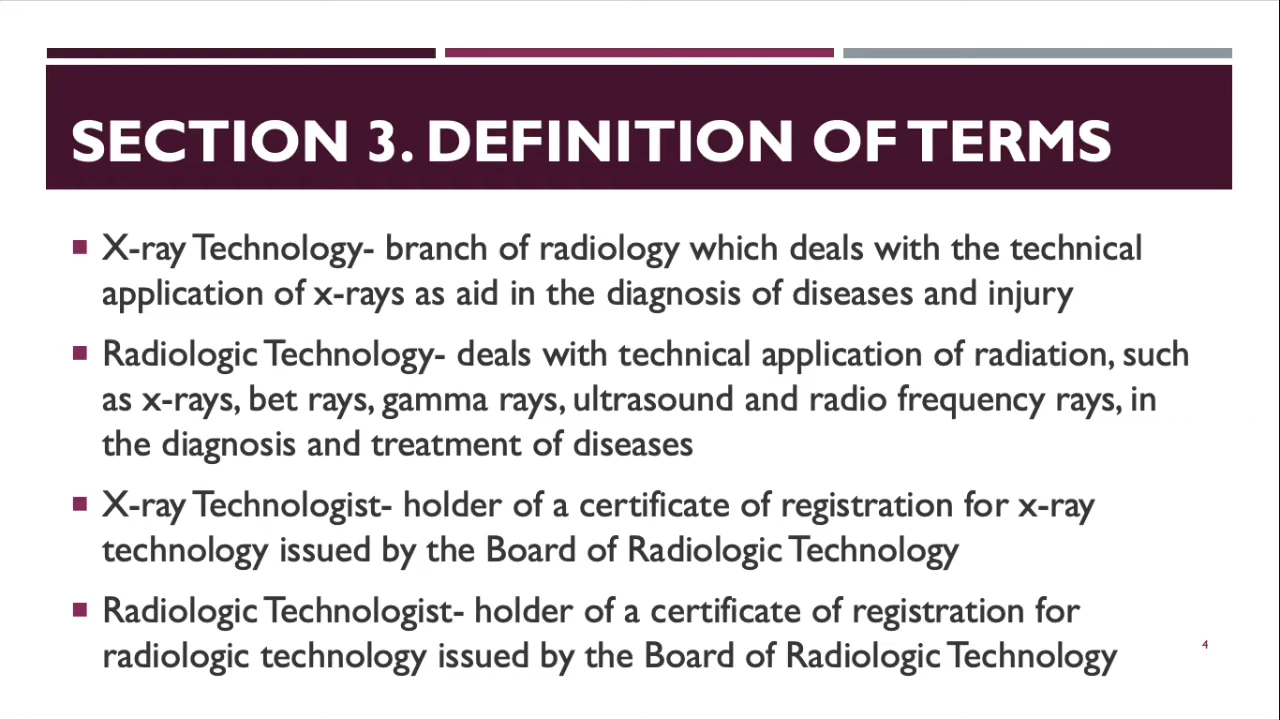 SECTION 3. DEFINITION OF TERMS
X-ray Technology- branch of radiology which deals with the technical
application of x-rays as aid in the diagnosis of diseases and injury
Radiologic Technology- deals with technical application of radiation, such
as x-rays, bet rays, gamma rays, ultrasound and radio frequency rays, in
the diagnosis and treatment of diseases
X-ray Technologist- holder of a certificate of registration for x-ray
technology issued by the Board of Radiologic Technology
Radiologic Technologist- holder of a certificate of registration for
radiologic technology issued by the Board of Radiologic Technology
4